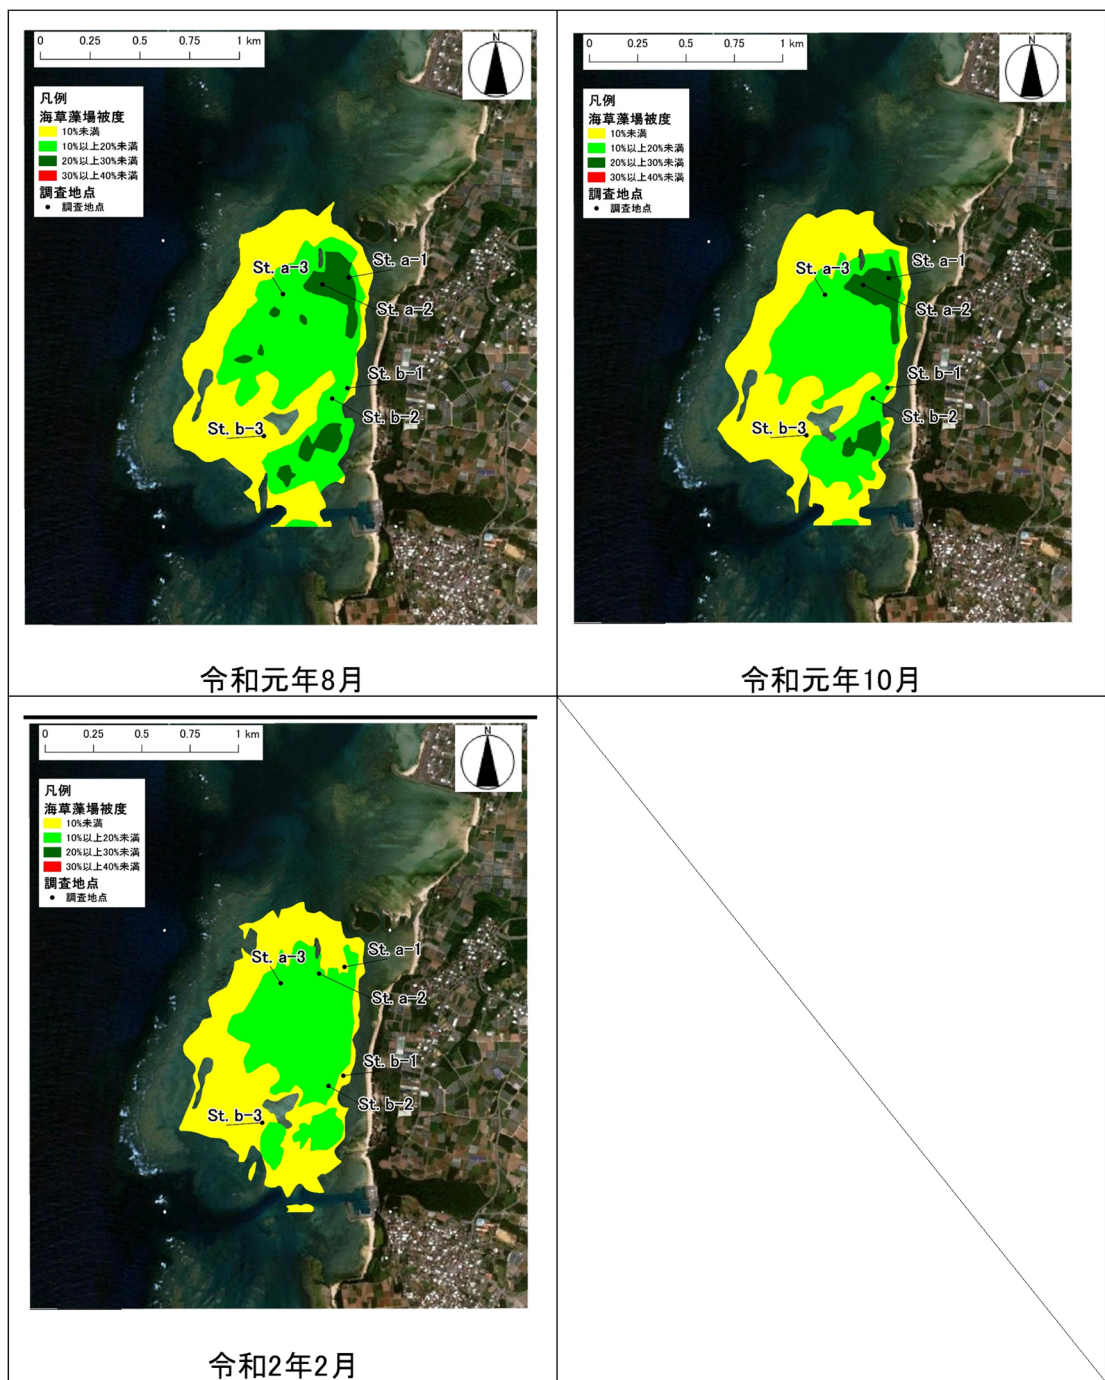 0 0.25 0.5 0.75 1 km
N
凡例
海草藻場被度
10%未満
10%以上20%未満
20%以上30%未満
30%以上40%未満
調査地点
調査地点
St. a-3
St. a-1
St. a-2
St. b-1
St. b-2
St. b-3
令和元年8月
0 0.25 0.5 0.75 1 km
N
凡例
海草藻場被度
10%未満
10%以上20%未満
20%以上30%未満
30%以上40%未満
調査地点
調査地点
St. a-3
St. a-1
St. a-2
St. b-1
St. b-2
St. b-3
令和元年10月
0 0.25 0.5 0.75 1 km
N
凡例
海草藻場被度
10%未満
10%以上20%未満
20%以上30%未満
30%以上40%未満
調査地点
調査地点
St. a-3
St. a-1
St. a-2
St. b-1
St. b-2
St. b-3
令和2年2月